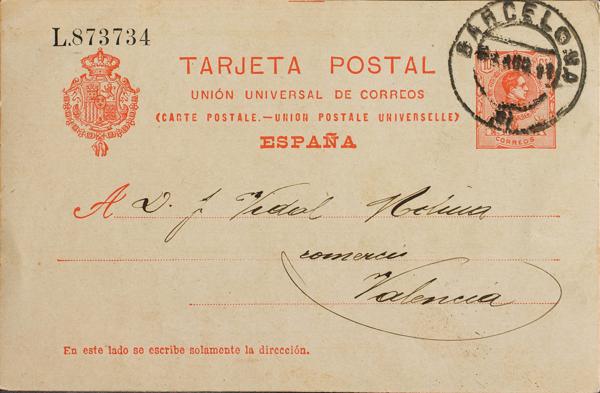 L.873734
BARCELONA
TARJETA POSTAL
UNIÓN UNIVERSAL DE CORREOS
(CARTE POSTALE.—UNION POSTALE UNIVERSELLE)
ESPAÑA
CORREOS
A D. J. Vidal Molina
comercio
Valencia
En este lado se escribe solamente la dirección.